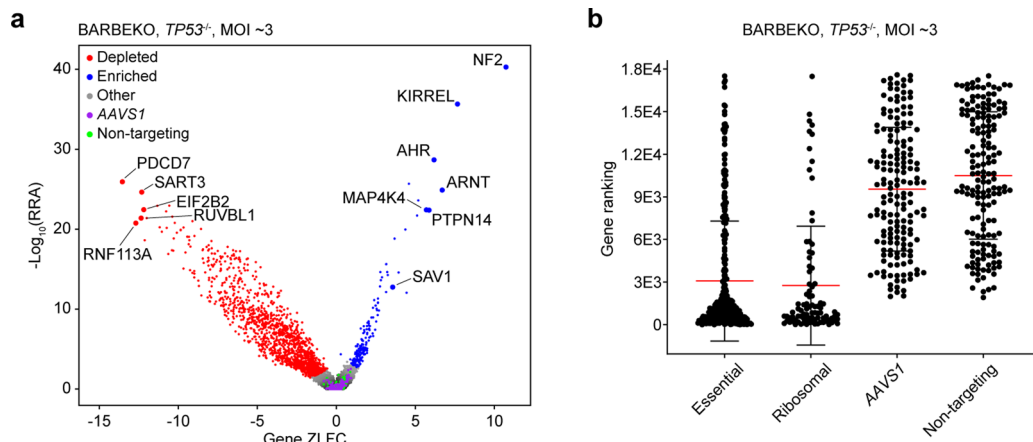 a
BARBEKO, TP53-/-, MOI ~3
Depleted
Enriched
Other
AAVS1
Non-targeting
NF2
KIRREL
AHR
ARNT
MAP4K4
PTPN14
SAV1
PDCD7
SART3
EIF2B2
RUVBL1
RNF113A
-Log10(RRA)
40
30
20
10
0
-15
-10
-5
0
5
10
Gene ZLFC
b
BARBEKO, TP53-/-, MOI ~3
Gene ranking
1.8E4
1.5E4
1.2E4
9E3
6E3
3E3
0
Essential
Ribosomal
AAVS1
Non-targeting